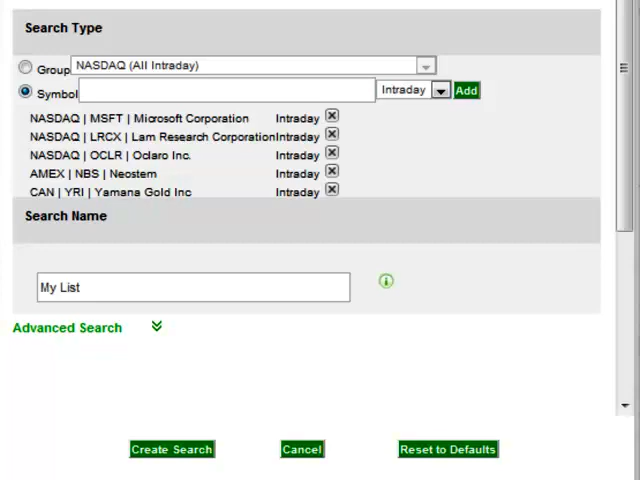 Search Type
Group NASDAQ (All Intraday)
Symbol Intraday Add
NASDAQ | MSFT | Microsoft Corporation Intraday
NASDAQ | LRCX | Lam Research Corporation Intraday
NASDAQ | OCLR | Oclaro Inc. Intraday
AMEX | NBS | Neostem Intraday
CAN | YRI | Yamana Gold Inc Intraday
Search Name
My List
Advanced Search
Create Search Cancel Reset to Defaults